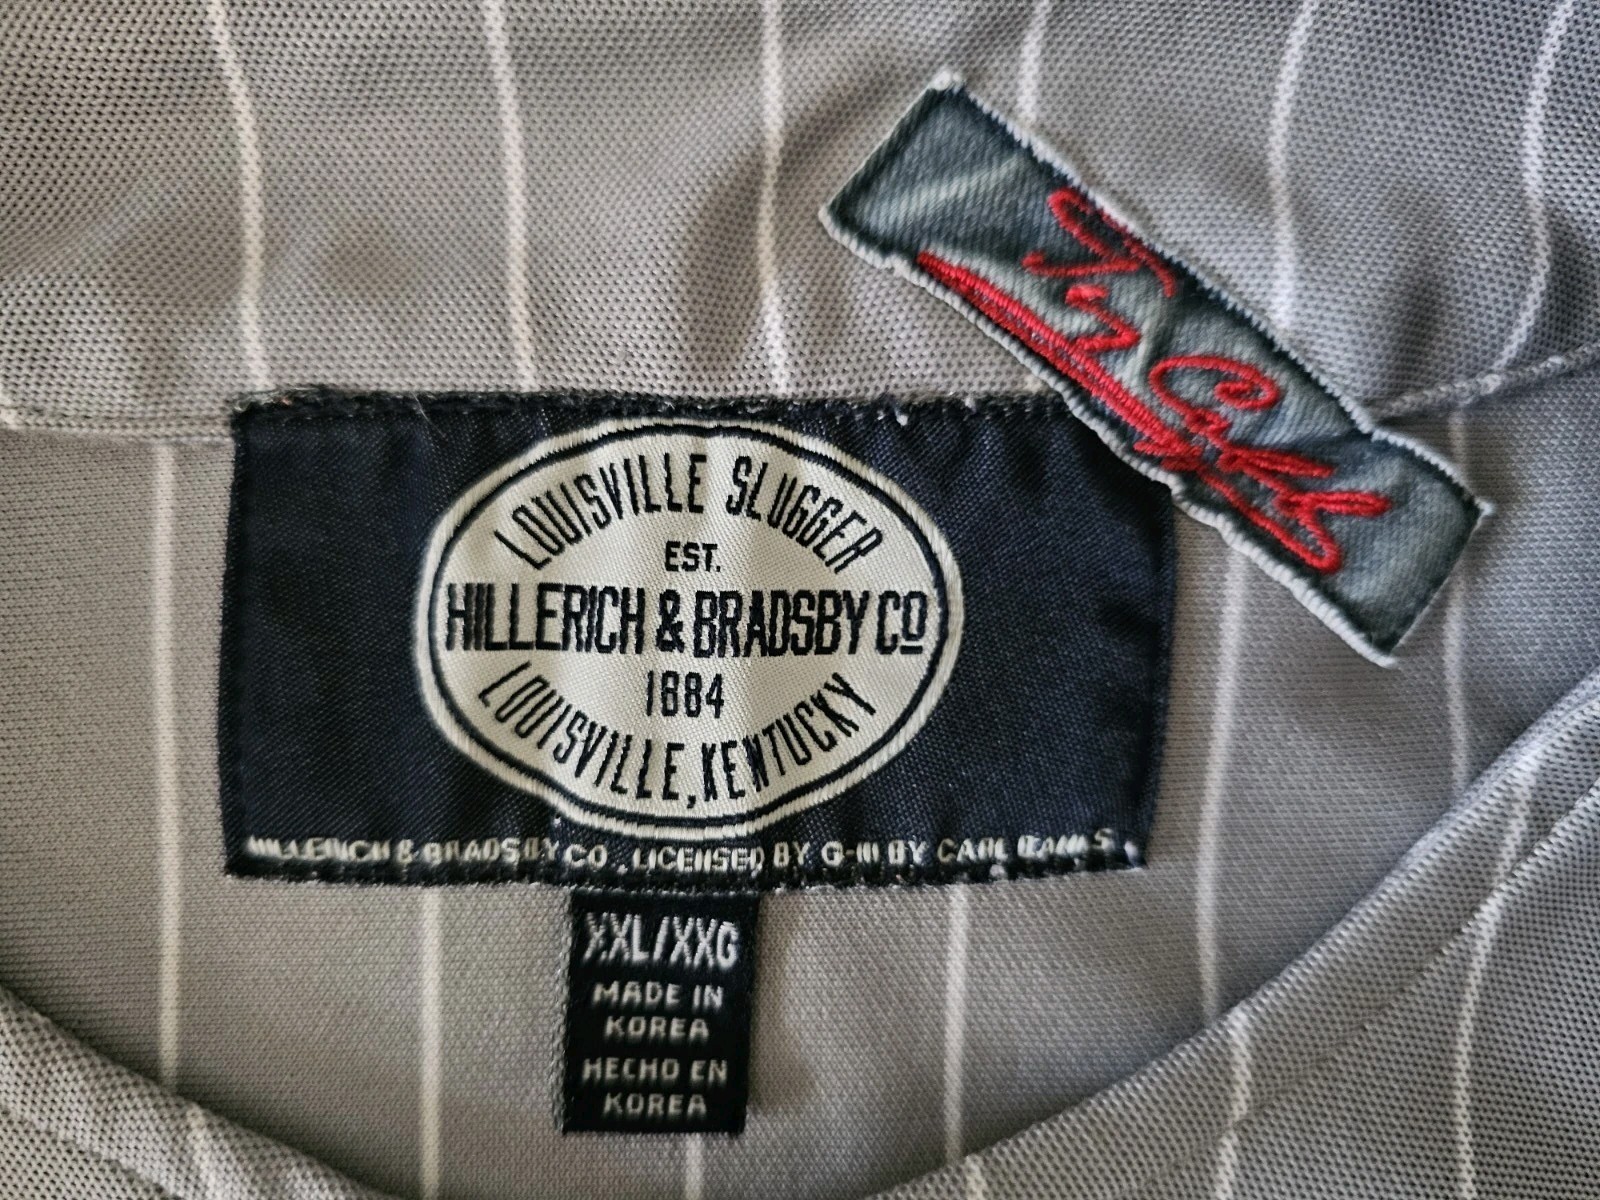 Ty Cobb
LOUISVILLE SLUGGER
EST.
HILLERICH & BRADSBY CO
1884
LOUISVILLE, KENTUCKY
HILLERICH & BRADSBY CO. LICENSED BY G-III BY CARL BANKS
XXL/XXG
MADE IN
KOREA
HECHO EN
KOREA